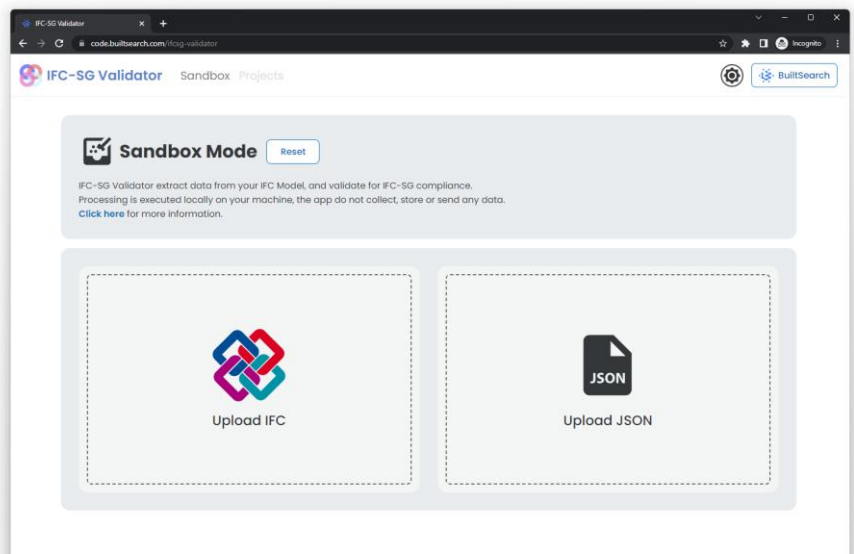 IFC-SG Validator
code.builtsearch.com/ifcsg-validator
Incognito
IFC-SG Validator Sandbox Projects
BuiltSearch
Sandbox Mode Reset
IFC-SG Validator extract data from your IFC Model, and validate for IFC-SG compliance.
Processing is executed locally on your machine, the app do not collect, store or send any data.
Click here for more information.
JSON
Upload IFC Upload JSON